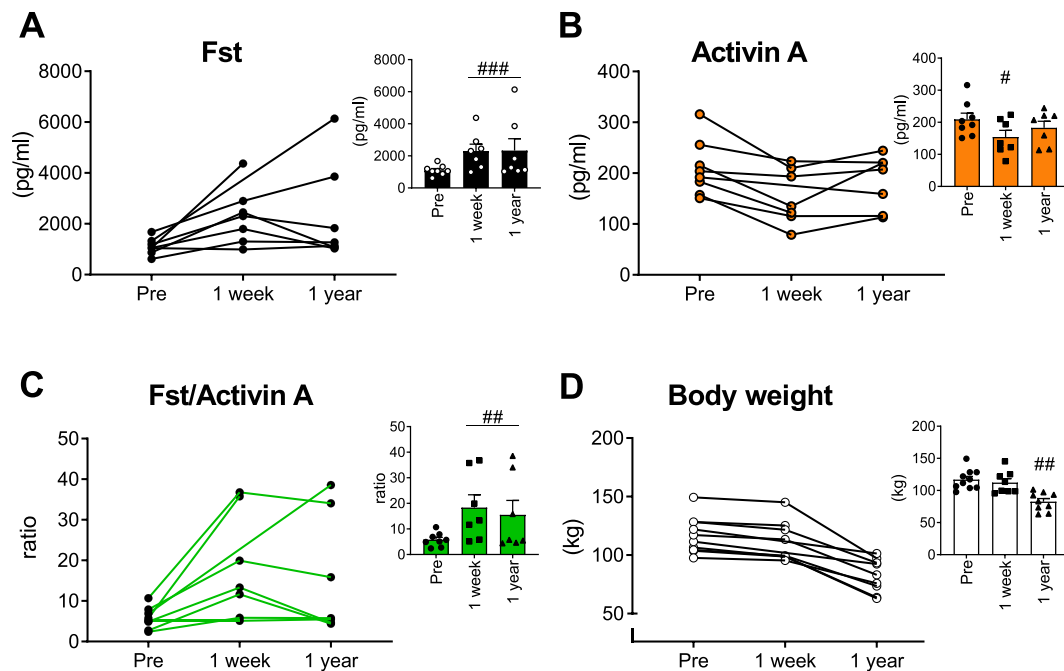 A
Fst
8000
6000
4000
2000
0
(pg/ml)
Pre 1 week 1 year
###
8000
6000
4000
2000
0
(pg/ml)
Pre
1 week
1 year
B
Activin A
400
300
200
100
0
(pg/ml)
Pre 1 week 1 year
#
400
300
200
100
0
(pg/ml)
Pre
1 week
1 year
C
Fst/Activin A
50
40
30
20
10
0
ratio
Pre 1 week 1 year
##
50
40
30
20
10
0
ratio
Pre
1 week
1 year
D
Body weight
200
150
100
50
(kg)
Pre 1 week 1 year
##
200
150
100
50
0
(kg)
Pre
1 week
1 year